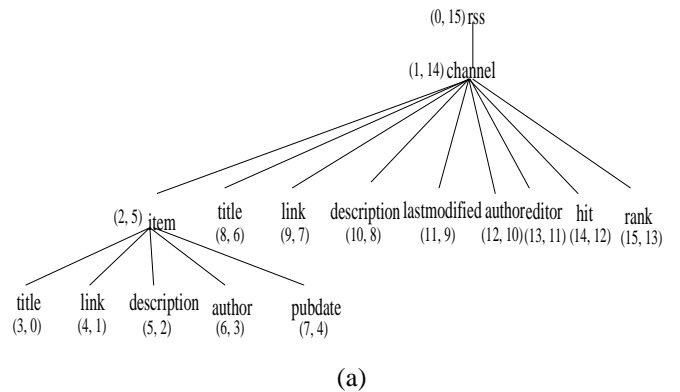 (0, 15) rss
(1, 14) channel
(2, 5) item
title link description lastmodified author editor hit rank
(8, 6) (9, 7) (10, 8) (11, 9) (12, 10) (13, 11) (14, 12) (15, 13)
title link description author pubdate
(3, 0) (4, 1) (5, 2) (6, 3) (7, 4)
(a)